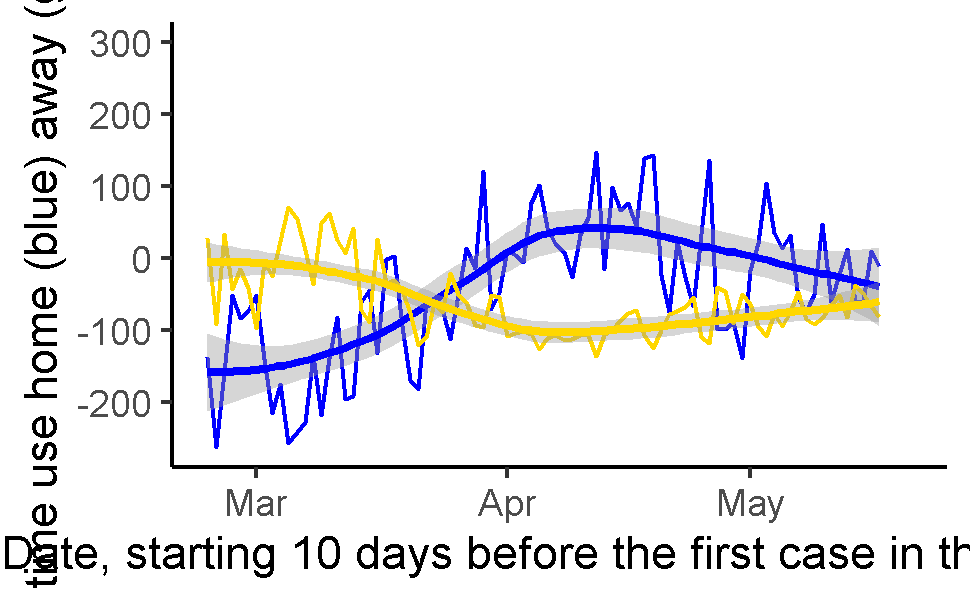 time use home (blue) away (
300
200
100
0
-100
-200
Mar Apr May
Date, starting 10 days before the first case in th